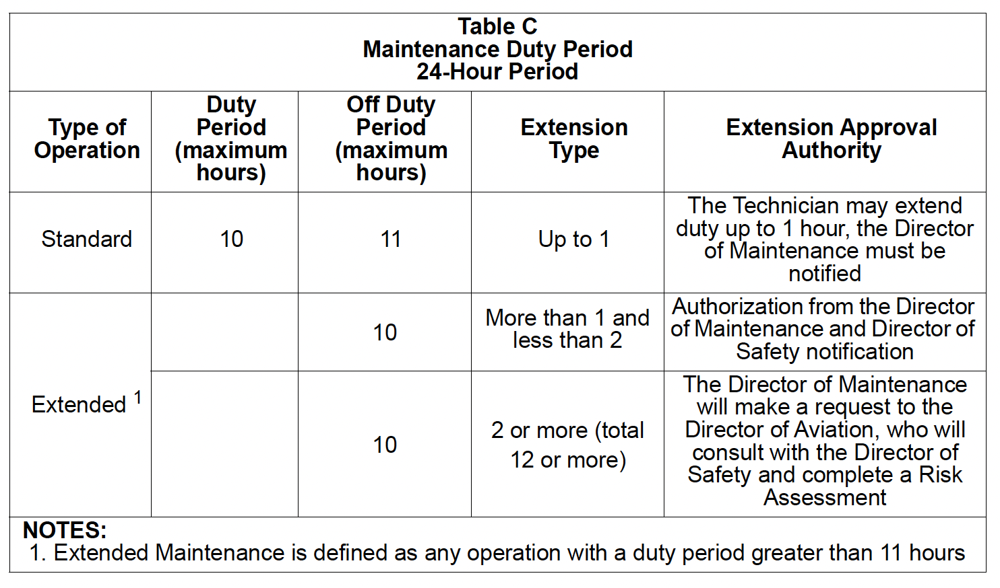 Table C
Maintenance Duty Period
24-Hour Period
Type of
Operation
Duty
Period
(maximum
hours)
Off Duty
Period
(maximum
hours)
Extension
Type
Extension Approval
Authority
Standard
10
11
Up to 1
The Technician may extend
duty up to 1 hour, the Director
of Maintenance must be
notified
Extended 1
10
More than 1 and
less than 2
Authorization from the Director
of Maintenance and Director of
Safety notification
10
2 or more (total
12 or more)
The Director of Maintenance
will make a request to the
Director of Aviation, who will
consult with the Director of
Safety and complete a Risk
Assessment
NOTES:
1. Extended Maintenance is defined as any operation with a duty period greater than 11 hours